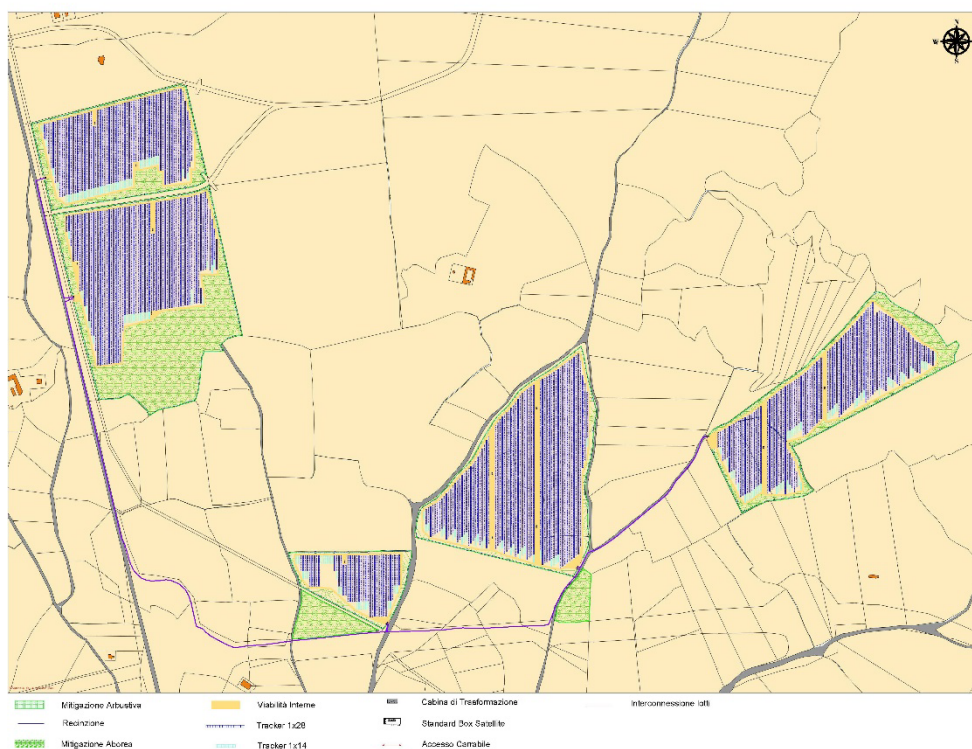 N
W
S
Mitigazione Arbustiva
Viabilità Interne
Cabina di Trasformazione
Interconnessione lotti
Recinzione
Tracker 1x28
Standard Box Satellite
Mitigazione Aborea
Tracker 1x14
Accesso Carrabile